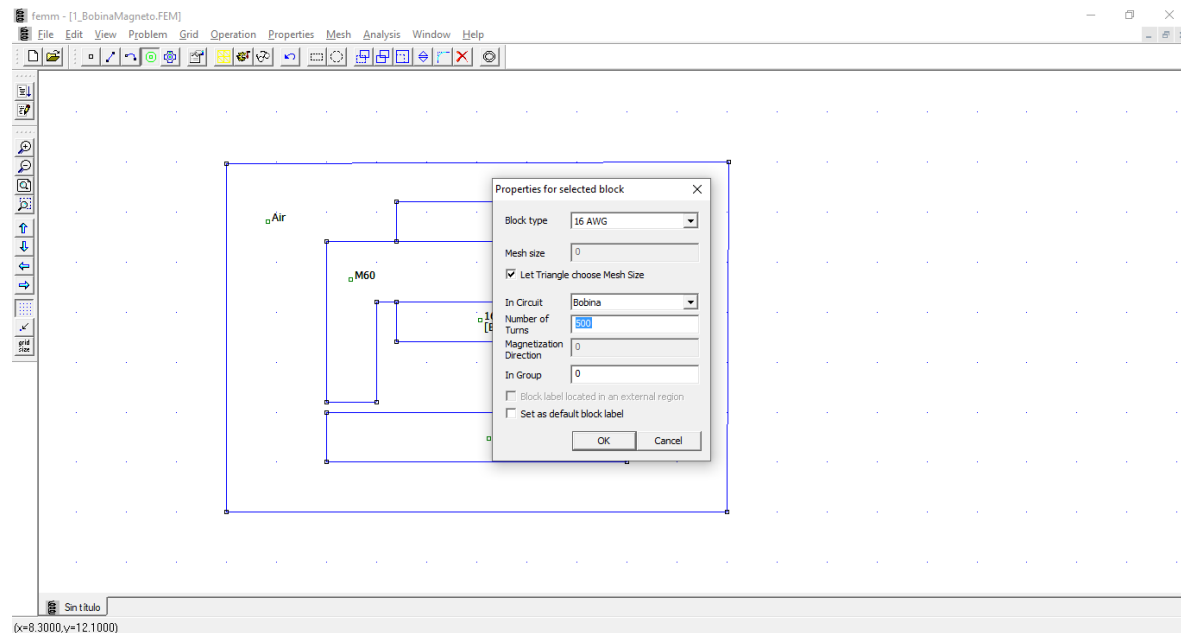 femm - [1_BobinaMagneto.FEM]
File Edit View Problem Grid Operation Properties Mesh Analysis Window Help
Air
M60
16
[B
Properties for selected block
Block type 16 AWG
Mesh size 0
Let Triangle choose Mesh Size
In Circuit Bobina
Number of Turns 500
Magnetization Direction 0
In Group 0
Block label located in an external region
Set as default block label
OK Cancel
grid size
Sin título
(x=8.3000,y=12.1000)